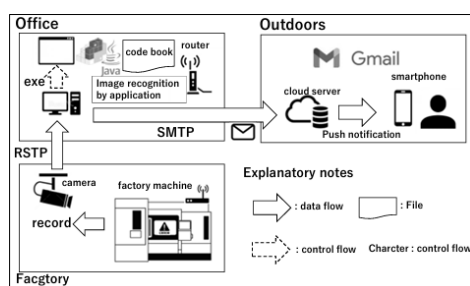 Office
Outdoors
java
code book
router
exe
Image recognition
by application
SMTP
Gmail
smartphone
cloud server
Push notification
RSTP
camera
factory machine
record
Facgtory
Explanatory notes
: data flow
: File
: control flow
Charcter : control flow